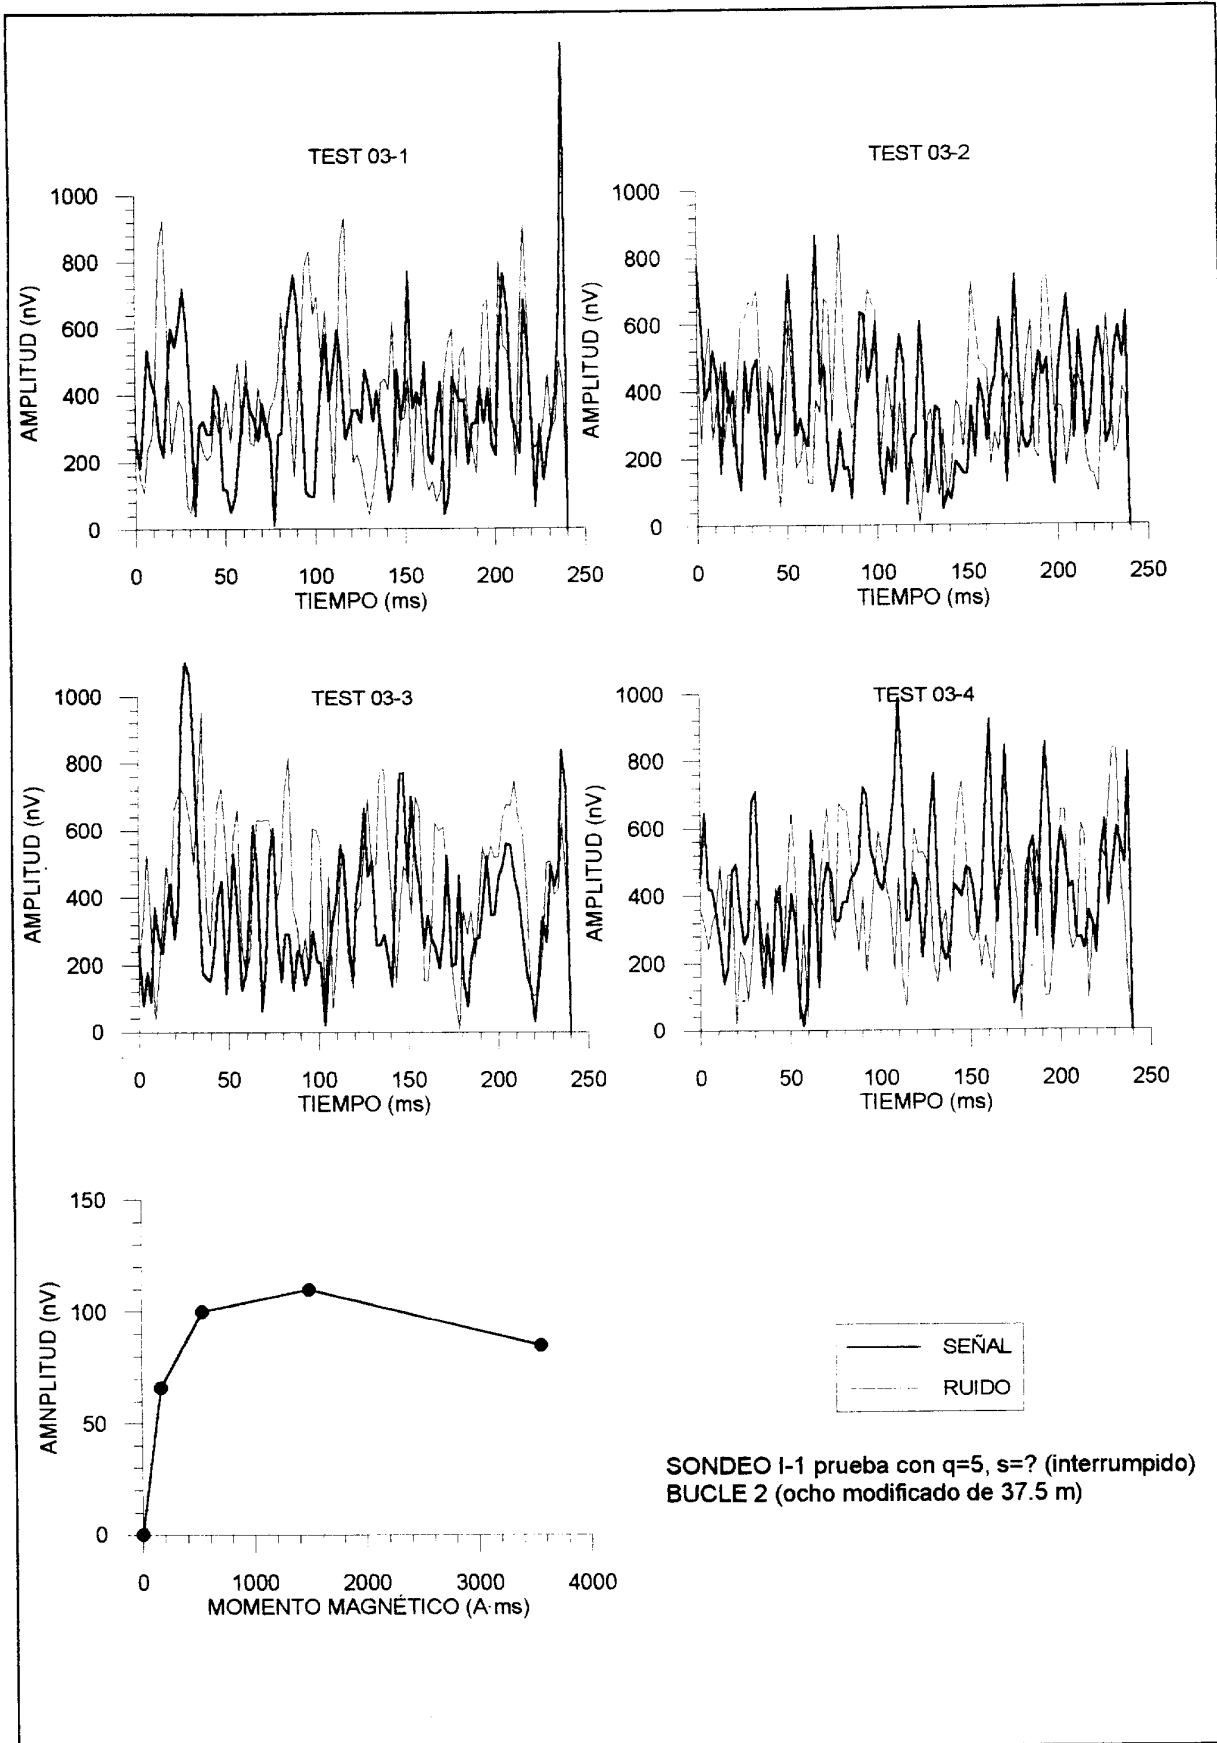 TEST 03-1
1000
800
600
400
200
0
AMPLITUD (nV)
0 50 100 150 200 250
TIEMPO (ms)
TEST 03-2
1000
800
600
400
200
0
AMPLITUD (nV)
0 50 100 150 200 250
TIEMPO (ms)
TEST 03-3
1000
800
600
400
200
0
AMPLITUD (nV)
0 50 100 150 200 250
TIEMPO (ms)
TEST 03-4
1000
800
600
400
200
0
AMPLITUD (nV)
0 50 100 150 200 250
TIEMPO (ms)
150
100
50
0
AMNPLITUD (nV)
0 1000 2000 3000 4000
MOMENTO MAGNÉTICO (A·ms)
SEÑAL
RUIDO
SONDEO I-1 prueba con q=5, s=? (interrumpido)
BUCLE 2 (ocho modificado de 37.5 m)